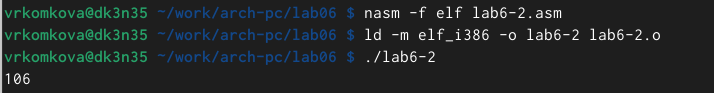 vrkomkova@dk3n35 ~/work/arch-pc/lab06 $ nasm -f elf lab6-2.asm
vrkomkova@dk3n35 ~/work/arch-pc/lab06 $ ld -m elf_i386 -o lab6-2 lab6-2.o
vrkomkova@dk3n35 ~/work/arch-pc/lab06 $ ./lab6-2
106